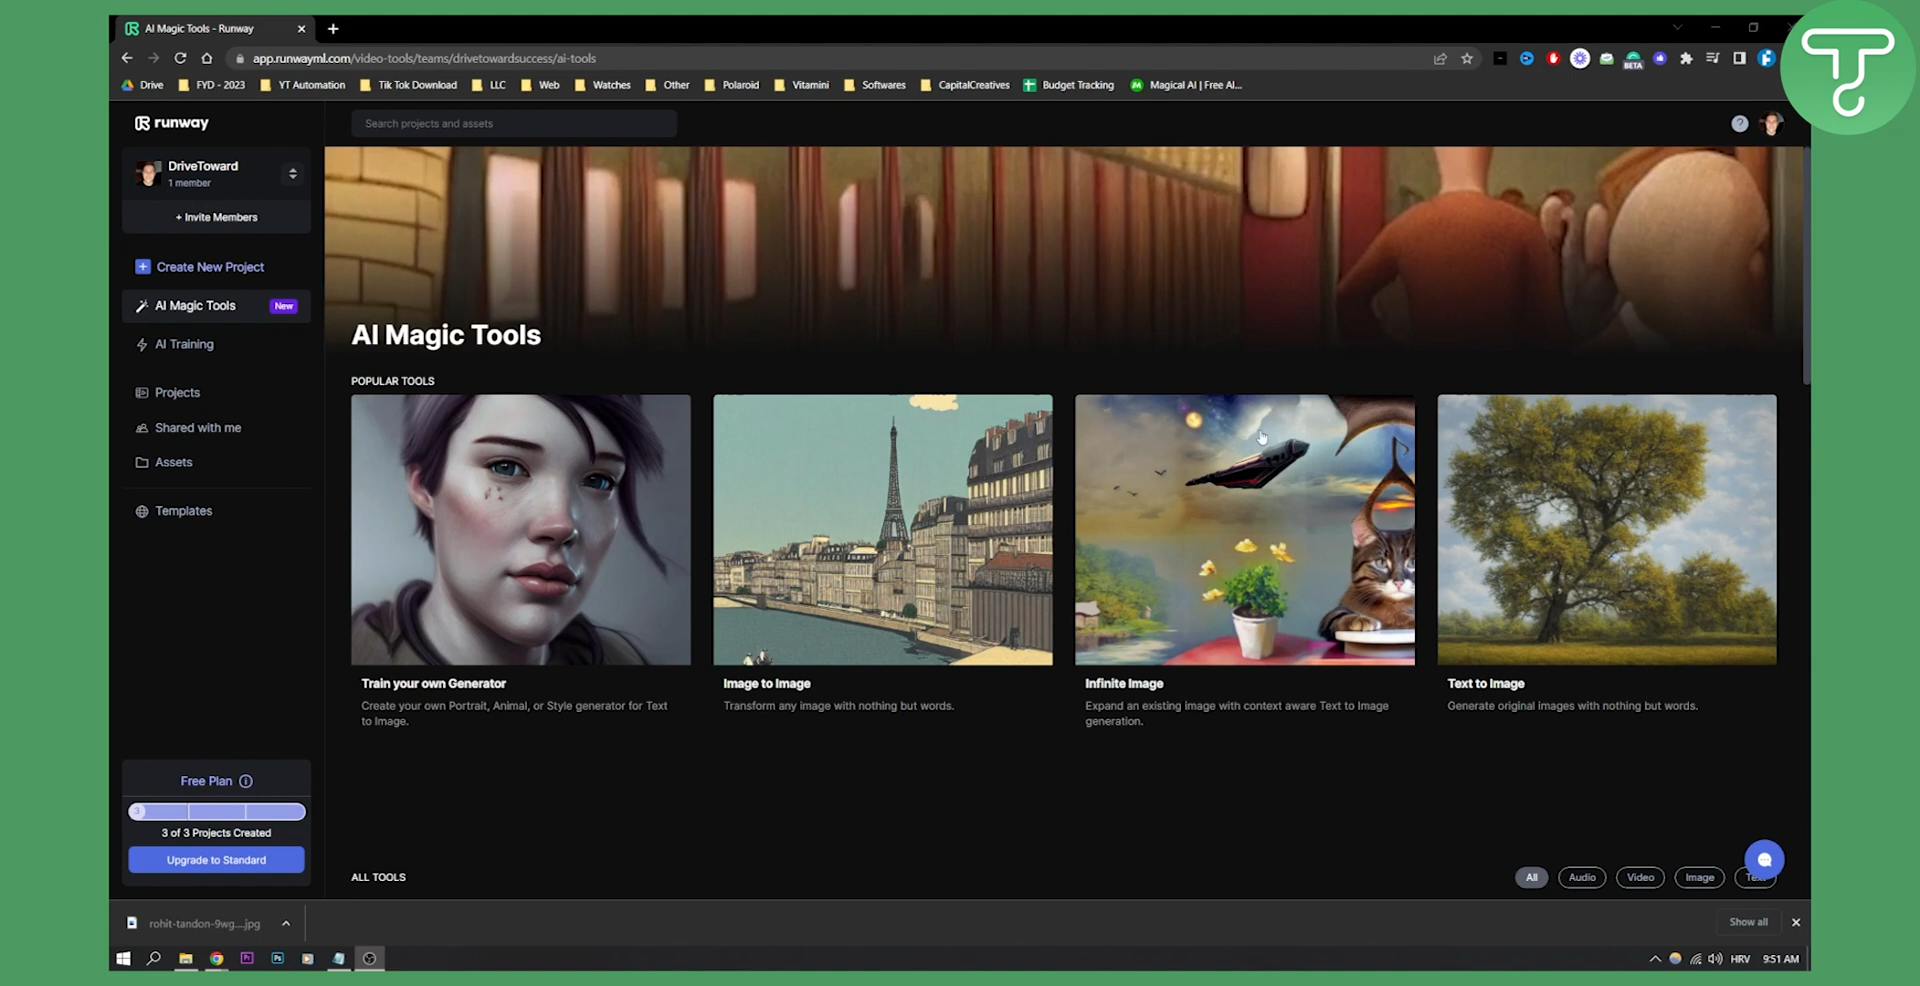 AI Magic Tools - Runway
app.runwayml.com/video-tools/teams/drivetowardsuccess/ai-tools
BETA
Drive FYD - 2023 YT Automation Tik Tok Download LLC Web Watches Other Polaroid Vitamini Softwares CapitalCreatives Budget Tracking Magical AI | Free AI...
runway
Search projects and assets
?
DriveToward
1 member
+ Invite Members
Create New Project
AI Magic Tools New
AI Training
Projects
Shared with me
Assets
Templates
AI Magic Tools
POPULAR TOOLS
Train your own Generator
Create your own Portrait, Animal, or Style generator for Text
to Image.
Image to Image
Transform any image with nothing but words.
Infinite Image
Expand an existing image with context aware Text to Image
generation.
Text to Image
Generate original images with nothing but words.
Free Plan
3
3 of 3 Projects Created
Upgrade to Standard
ALL TOOLS
All Audio Video Image
rohit-tandon-9wg....jpg
Show all
Pr Ps
HRV 9:51 AM